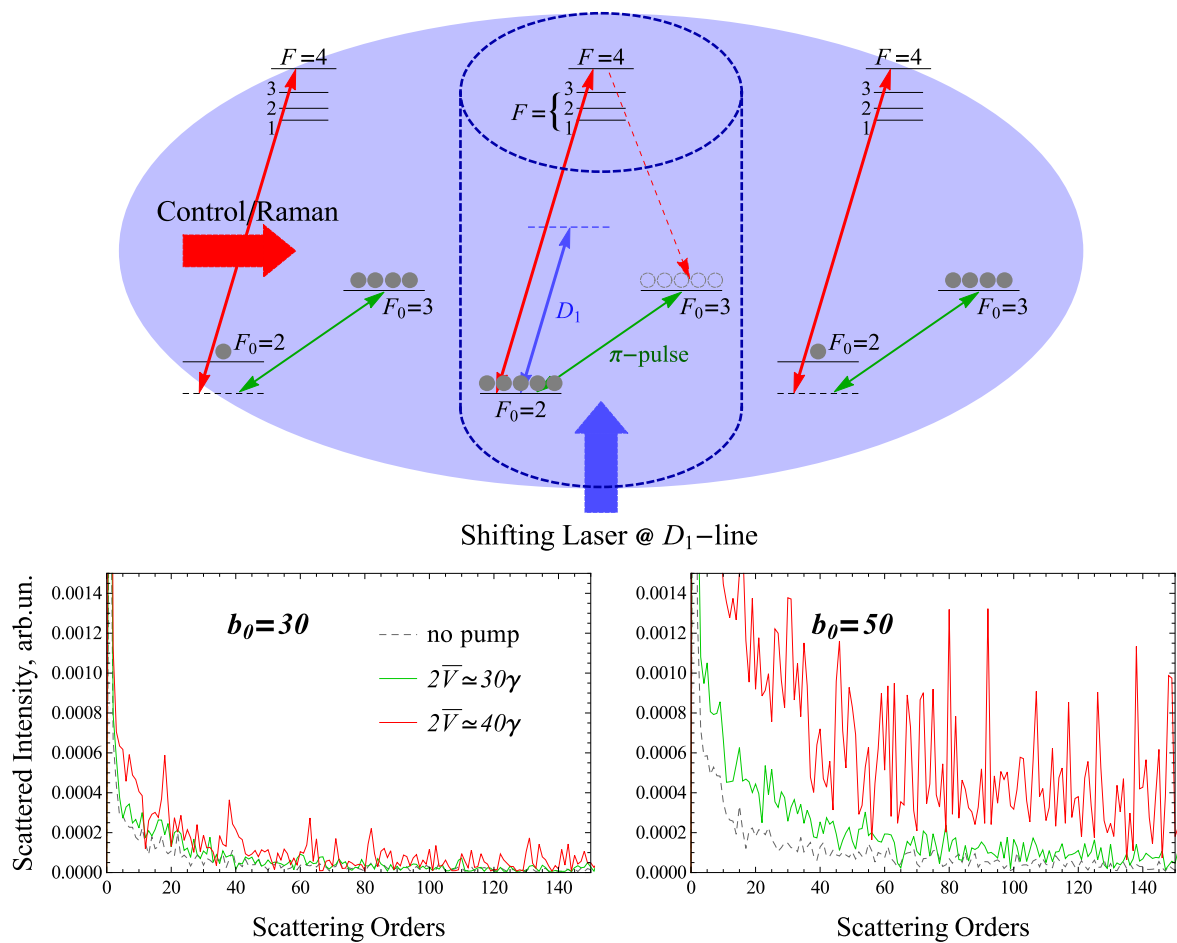 F=4 F=4 F=4
3 3 3
2 F={ 2 2
1 1 1
Control/Raman
D₁
F₀=3 F₀=3 F₀=3
F₀=2 F₀=2
π−pulse
F₀=2
Shifting Laser @ D₁−line
Scattered Intensity, arb.un.
0.0014 0.0014
0.0012 0.0012
0.0010 0.0010
0.0008 0.0008
0.0006 0.0006
0.0004 0.0004
0.0002 0.0002
0.0000 0.0000
b₀=30 b₀=50
no pump
2V̅≃30γ
2V̅≃40γ
0 20 40 60 80 100 120 140 0 20 40 60 80 100 120 140
Scattering Orders Scattering Orders